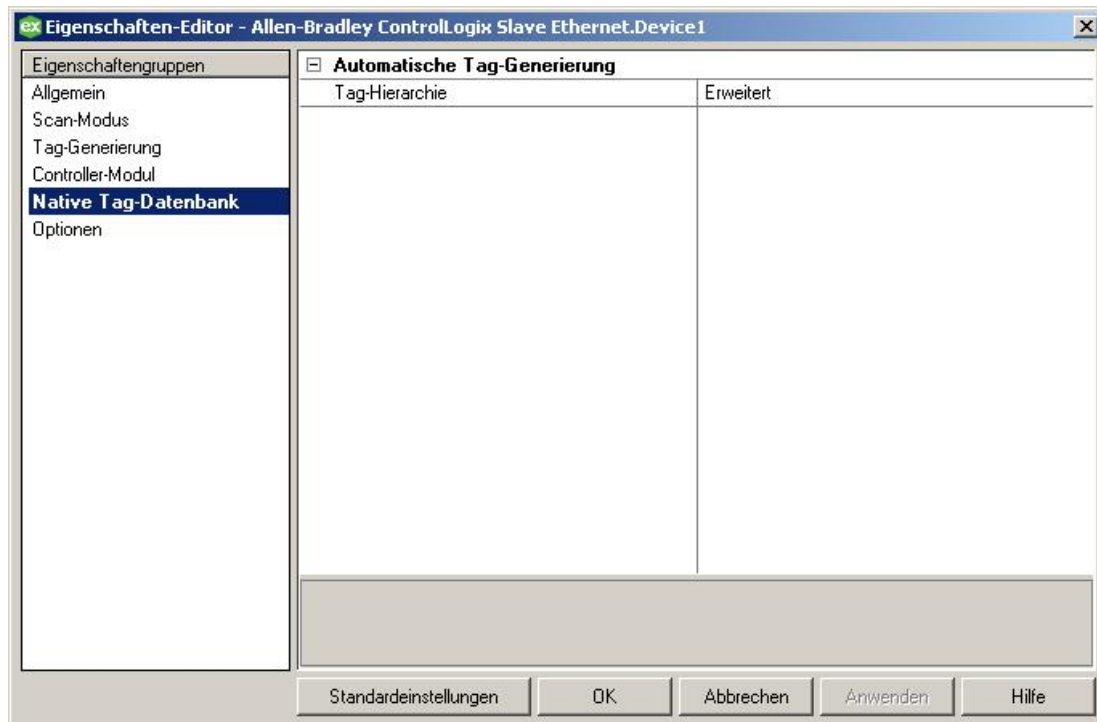 ex Eigenschaften-Editor - Allen-Bradley ControlLogix Slave Ethernet.Device1
Eigenschaftengruppen
Allgemein
Scan-Modus
Tag-Generierung
Controller-Modul
Native Tag-Datenbank
Optionen
Automatische Tag-Generierung
Tag-Hierarchie Erweitert
Standardeinstellungen OK Abbrechen Anwenden Hilfe